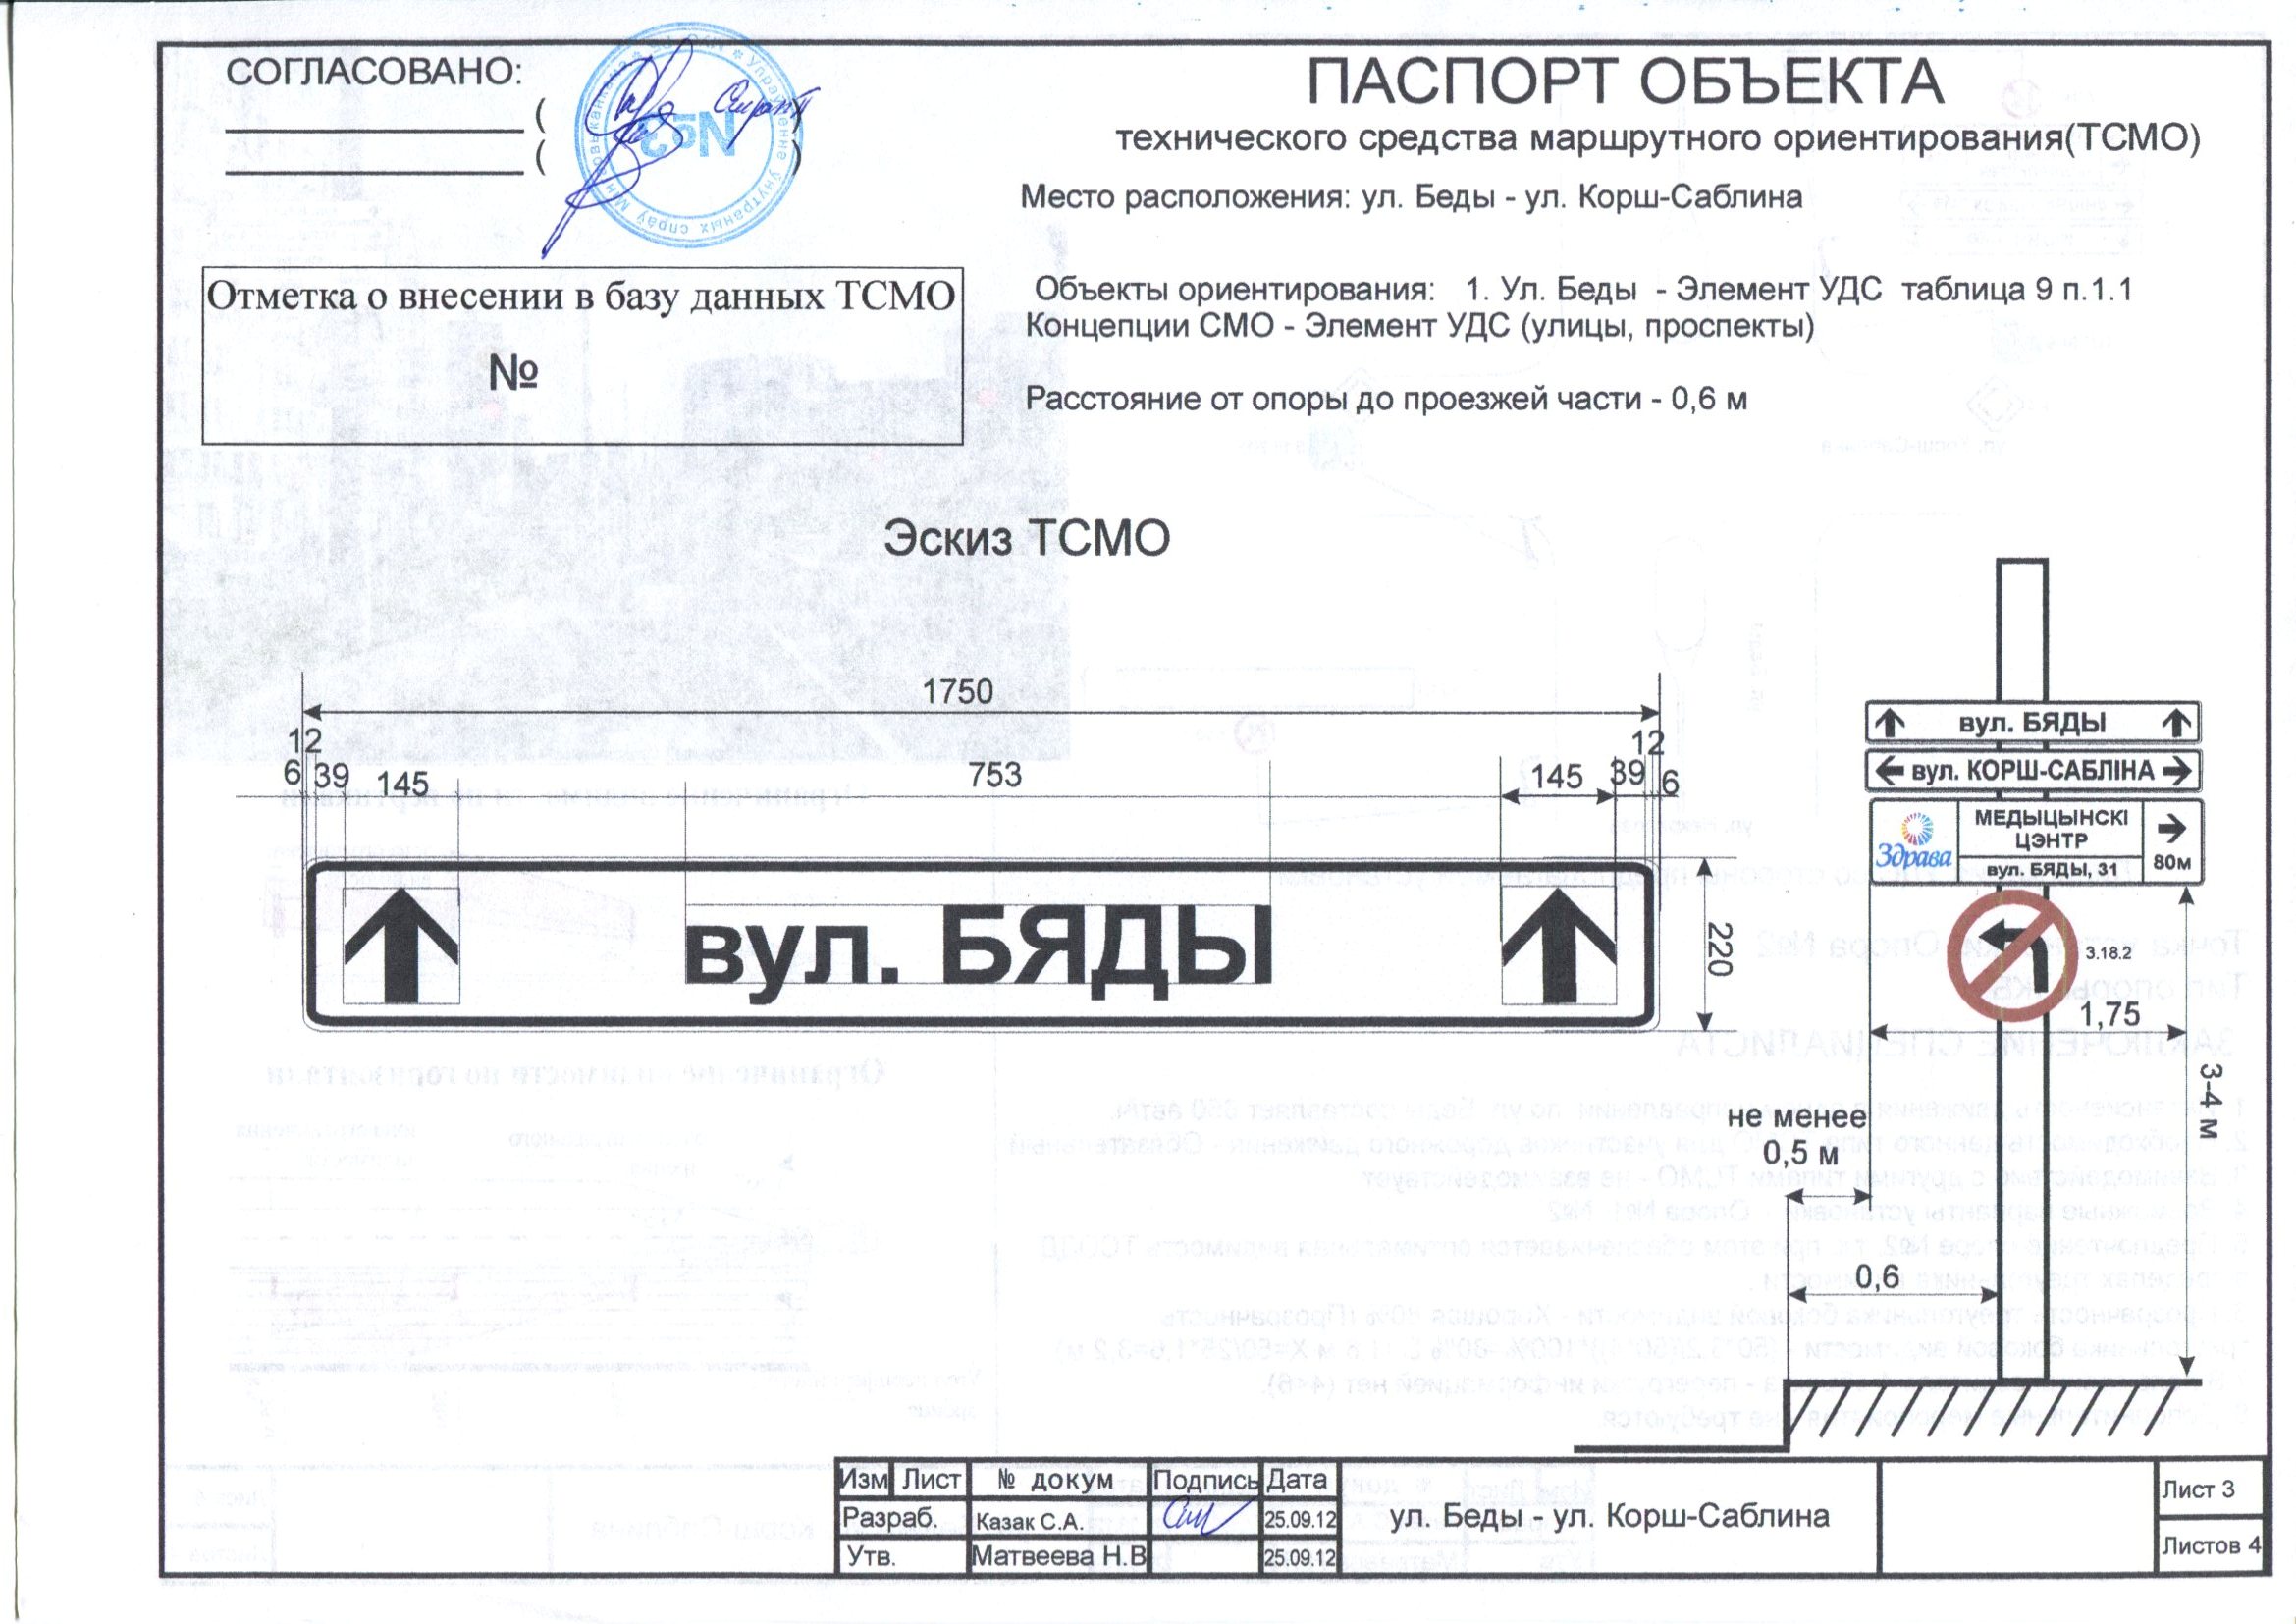 СОГЛАСОВАНО:
(
( )
Упраўленне ўнутраных спраў
№3
ПАСПОРТ ОБЪЕКТА
технического средства маршрутного ориентирования(ТСМО)
Место расположения: ул. Беды - ул. Корш-Саблина
Отметка о внесении в базу данных ТСМО
№
Объекты ориентирования: 1. Ул. Беды - Элемент УДС таблица 9 п.1.1
Концепции СМО - Элемент УДС (улицы, проспекты)
Расстояние от опоры до проезжей части - 0,6 м
Эскиз ТСМО
1750
12 12
6 39 145 753 145 39 6
вул. БЯДЫ
220
вул. БЯДЫ
вул. КОРШ-САБЛІНА
Здрава
МЕДЫЦЫНСКІ
ЦЭНТР
вул. БЯДЫ, 31
80м
3.18.2
1,75
3-4 м
не менее
0,5 м
0,6
Изм Лист № докум Подпись Дата
Разраб. Казак С.А. 25.09.12
Утв. Матвеева Н.В 25.09.12
ул. Беды - ул. Корш-Саблина
Лист 3
Листов 4